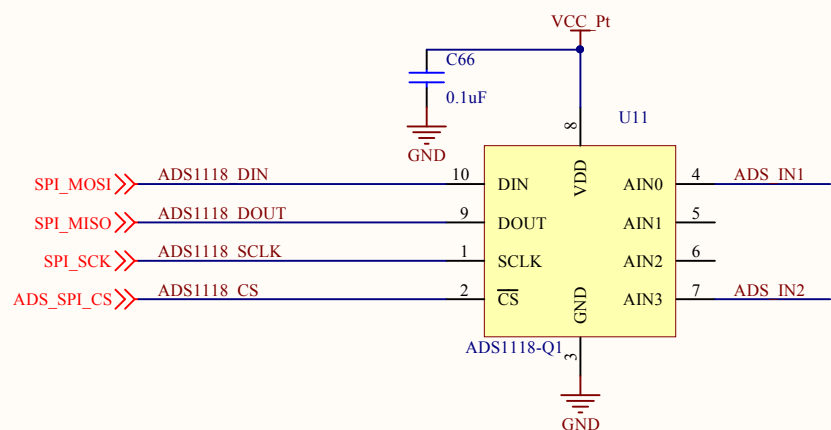 VCC_Pt
C66
0.1uF
GND
8
U11
SPI_MOSI ADS1118_DIN 10 DIN VDD AIN0 4 ADS_IN1
SPI_MISO ADS1118_DOUT 9 DOUT AIN1 5
SPI_SCK ADS1118_SCLK 1 SCLK AIN2 6
ADS_SPI_CS ADS1118_CS 2 CS GND AIN3 7 ADS_IN2
ADS1118-Q1
3
GND